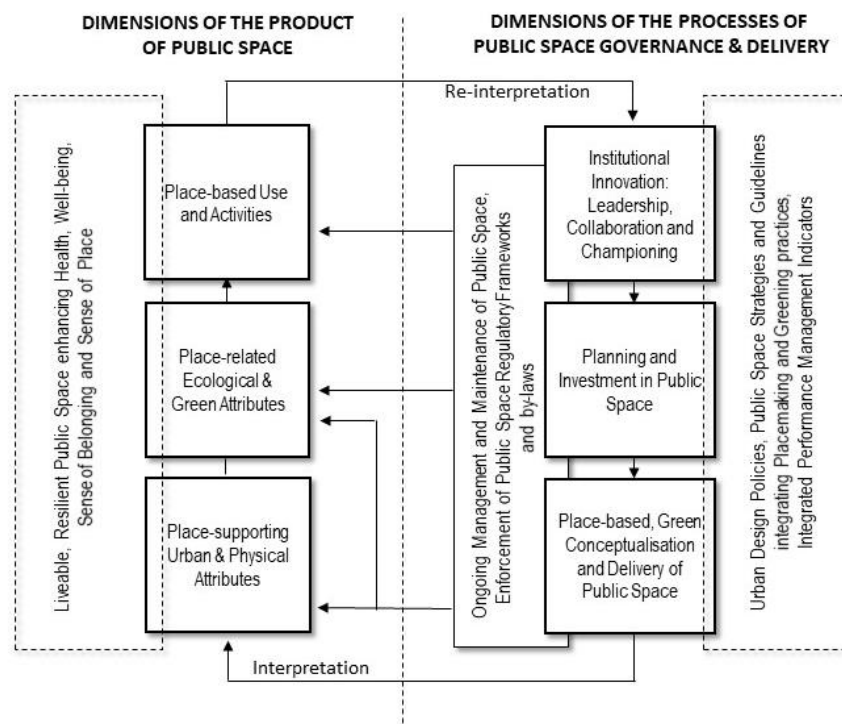 DIMENSIONS OF THE PRODUCT
OF PUBLIC SPACE
DIMENSIONS OF THE PROCESSES OF
PUBLIC SPACE GOVERNANCE & DELIVERY
Re-interpretation
Liveable, Resilient Public Space enhancing Health, Well-being,
Sense of Belonging and Sense of Place
Place-based Use
and Activities
Place-related
Ecological &
Green Attributes
Place-supporting
Urban & Physical
Attributes
Ongoing Management and Maintenance of Public Space,
Enforcement of Public Space Regulatory Frameworks
and by-laws
Institutional
Innovation:
Leadership,
Collaboration and
Championing
Planning and
Investment in Public
Space
Place-based, Green
Conceptualisation
and Delivery of
Public Space
Urban Design Policies, Public Space Strategies and Guidelines
integrating Placemaking and Greening practices,
Integrated Performance Management Indicators
Interpretation